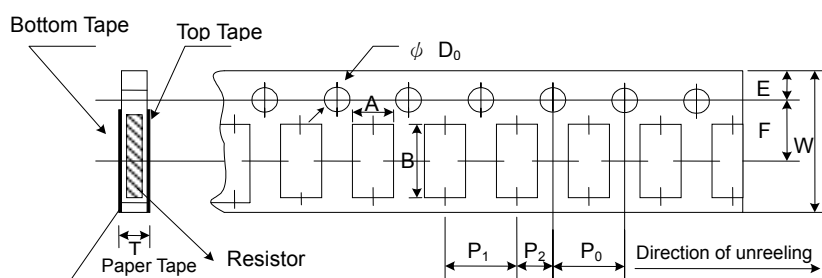 Bottom Tape
Top Tape
ψ D₀
A
E
F
W
B
T
Paper Tape
Resistor
P₁
P₂
P₀
Direction of unreeling